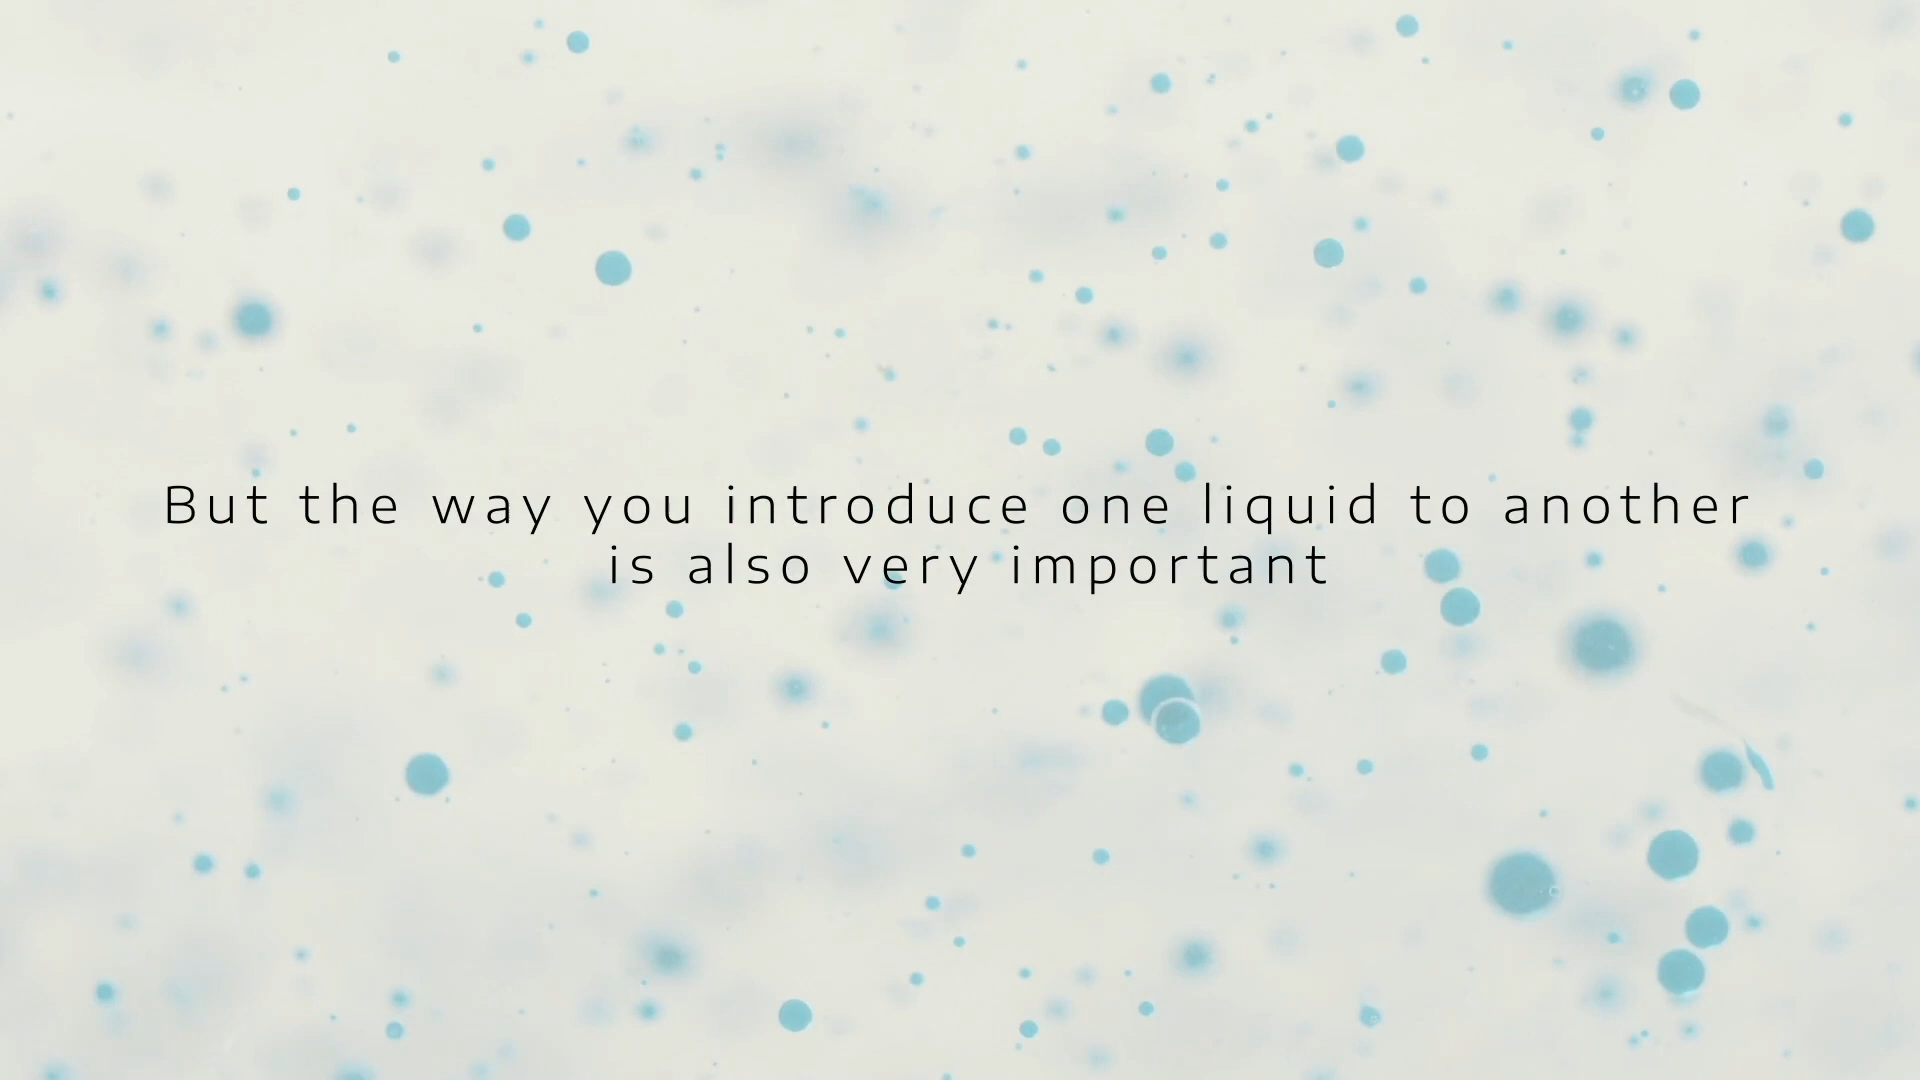 But the way you introduce one liquid to another
is also very important